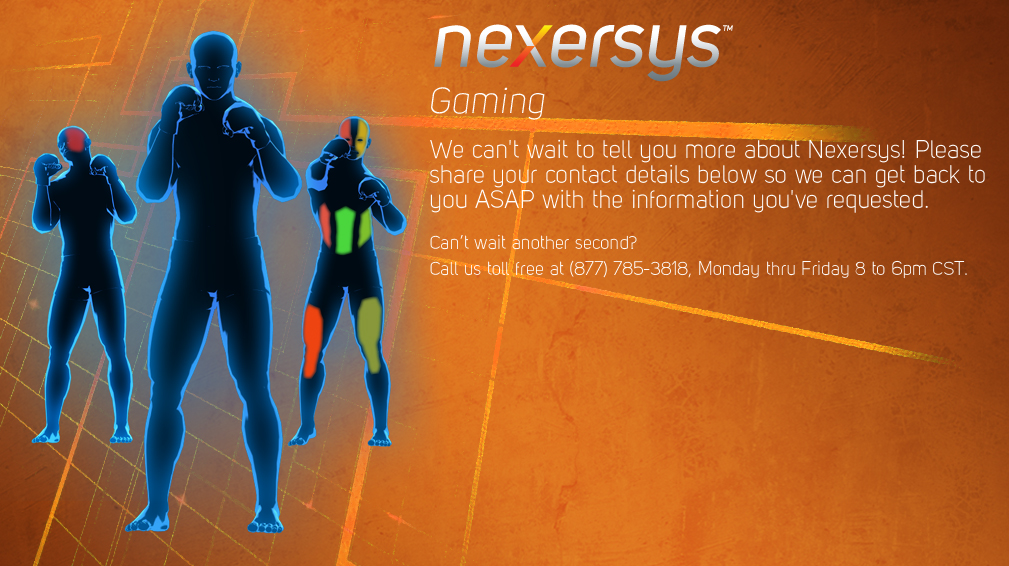 nexersys™
Gaming
We can't wait to tell you more about Nexersys! Please
share your contact details below so we can get back to
you ASAP with the information you've requested.
Can't wait another second?
Call us toll free at (877) 785-3818, Monday thru Friday 8 to 6pm CST.